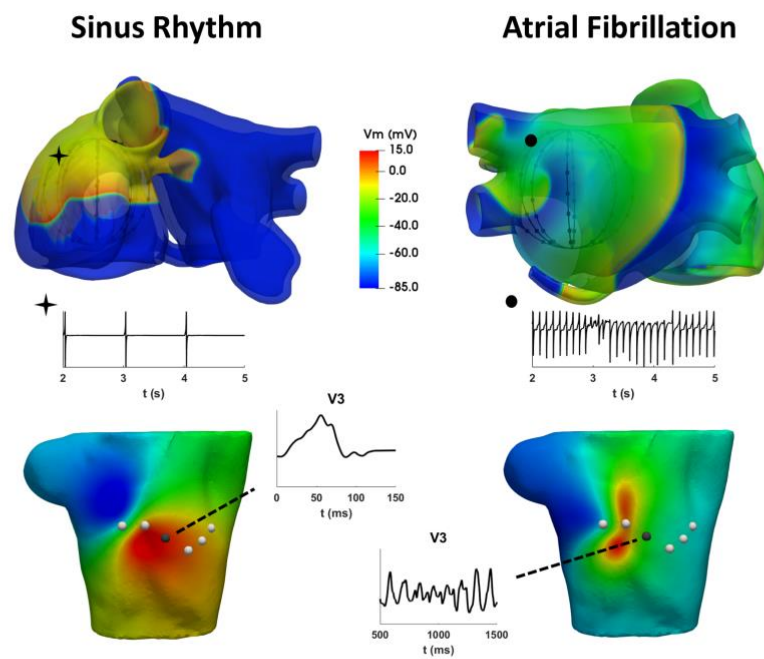 Sinus Rhythm
Atrial Fibrillation
Vm (mV)
15.0
0.0
-20.0
-40.0
-60.0
-85.0
2 3 4 5
t (s)
2 3 4 5
t (s)
V3
0 50 100 150
t (ms)
V3
500 1000 1500
t (ms)